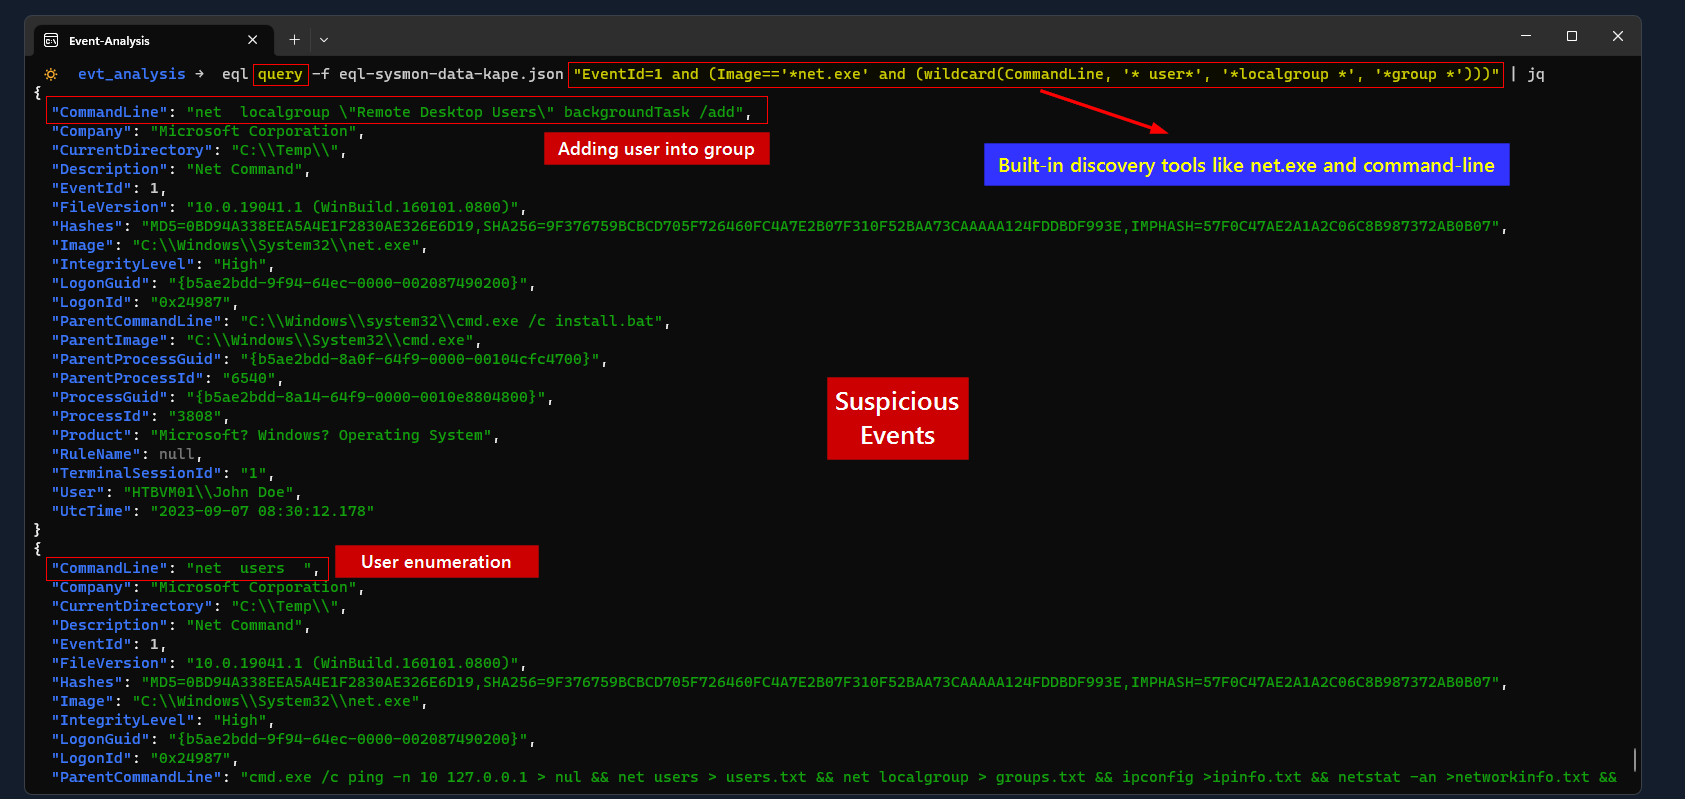 Event-Analysis
evt_analysis → eql query -f eql-sysmon-data-kape.json "EventId=1 and (Image=='*net.exe' and (wildcard(CommandLine, '* user*', '*localgroup *', '*group *')))" | jq
{
"CommandLine": "net  localgroup \"Remote Desktop Users\" backgroundTask /add",
"Company": "Microsoft Corporation",
Adding user into group
"CurrentDirectory": "C:\\Temp\\",
Built-in discovery tools like net.exe and command-line
"Description": "Net Command",
"EventId": 1,
"FileVersion": "10.0.19041.1 (WinBuild.160101.0800)",
"Hashes": "MD5=0BD94A338EEA5A4E1F2830AE326E6D19,SHA256=9F376759BCBCD705F726460FC4A7E2B07F310F52BAA73CAAAAA124FDDBDF993E,IMPHASH=57F0C47AE2A1A2C06C8B987372AB0B07",
"Image": "C:\\Windows\\System32\\net.exe",
"IntegrityLevel": "High",
"LogonGuid": "{b5ae2bdd-9f94-64ec-0000-002087490200}",
"LogonId": "0x24987",
"ParentCommandLine": "C:\\Windows\\system32\\cmd.exe /c install.bat",
"ParentImage": "C:\\Windows\\System32\\cmd.exe",
"ParentProcessGuid": "{b5ae2bdd-8a0f-64f9-0000-00104cfc4700}",
"ParentProcessId": "6540",
"ProcessGuid": "{b5ae2bdd-8a14-64f9-0000-0010e8804800}",
"ProcessId": "3808",
"Product": "Microsoft? Windows? Operating System",
"RuleName": null,
"TerminalSessionId": "1",
"User": "HTBVM01\\John Doe",
"UtcTime": "2023-09-07 08:30:12.178"
Suspicious
Events
}
{
"CommandLine": "net  users  ",
User enumeration
"Company": "Microsoft Corporation",
"CurrentDirectory": "C:\\Temp\\",
"Description": "Net Command",
"EventId": 1,
"FileVersion": "10.0.19041.1 (WinBuild.160101.0800)",
"Hashes": "MD5=0BD94A338EEA5A4E1F2830AE326E6D19,SHA256=9F376759BCBCD705F726460FC4A7E2B07F310F52BAA73CAAAAA124FDDBDF993E,IMPHASH=57F0C47AE2A1A2C06C8B987372AB0B07",
"Image": "C:\\Windows\\System32\\net.exe",
"IntegrityLevel": "High",
"LogonGuid": "{b5ae2bdd-9f94-64ec-0000-002087490200}",
"LogonId": "0x24987",
"ParentCommandLine": "cmd.exe /c ping -n 10 127.0.0.1 > nul && net users > users.txt && net localgroup > groups.txt && ipconfig >ipinfo.txt && netstat -an >networkinfo.txt &&